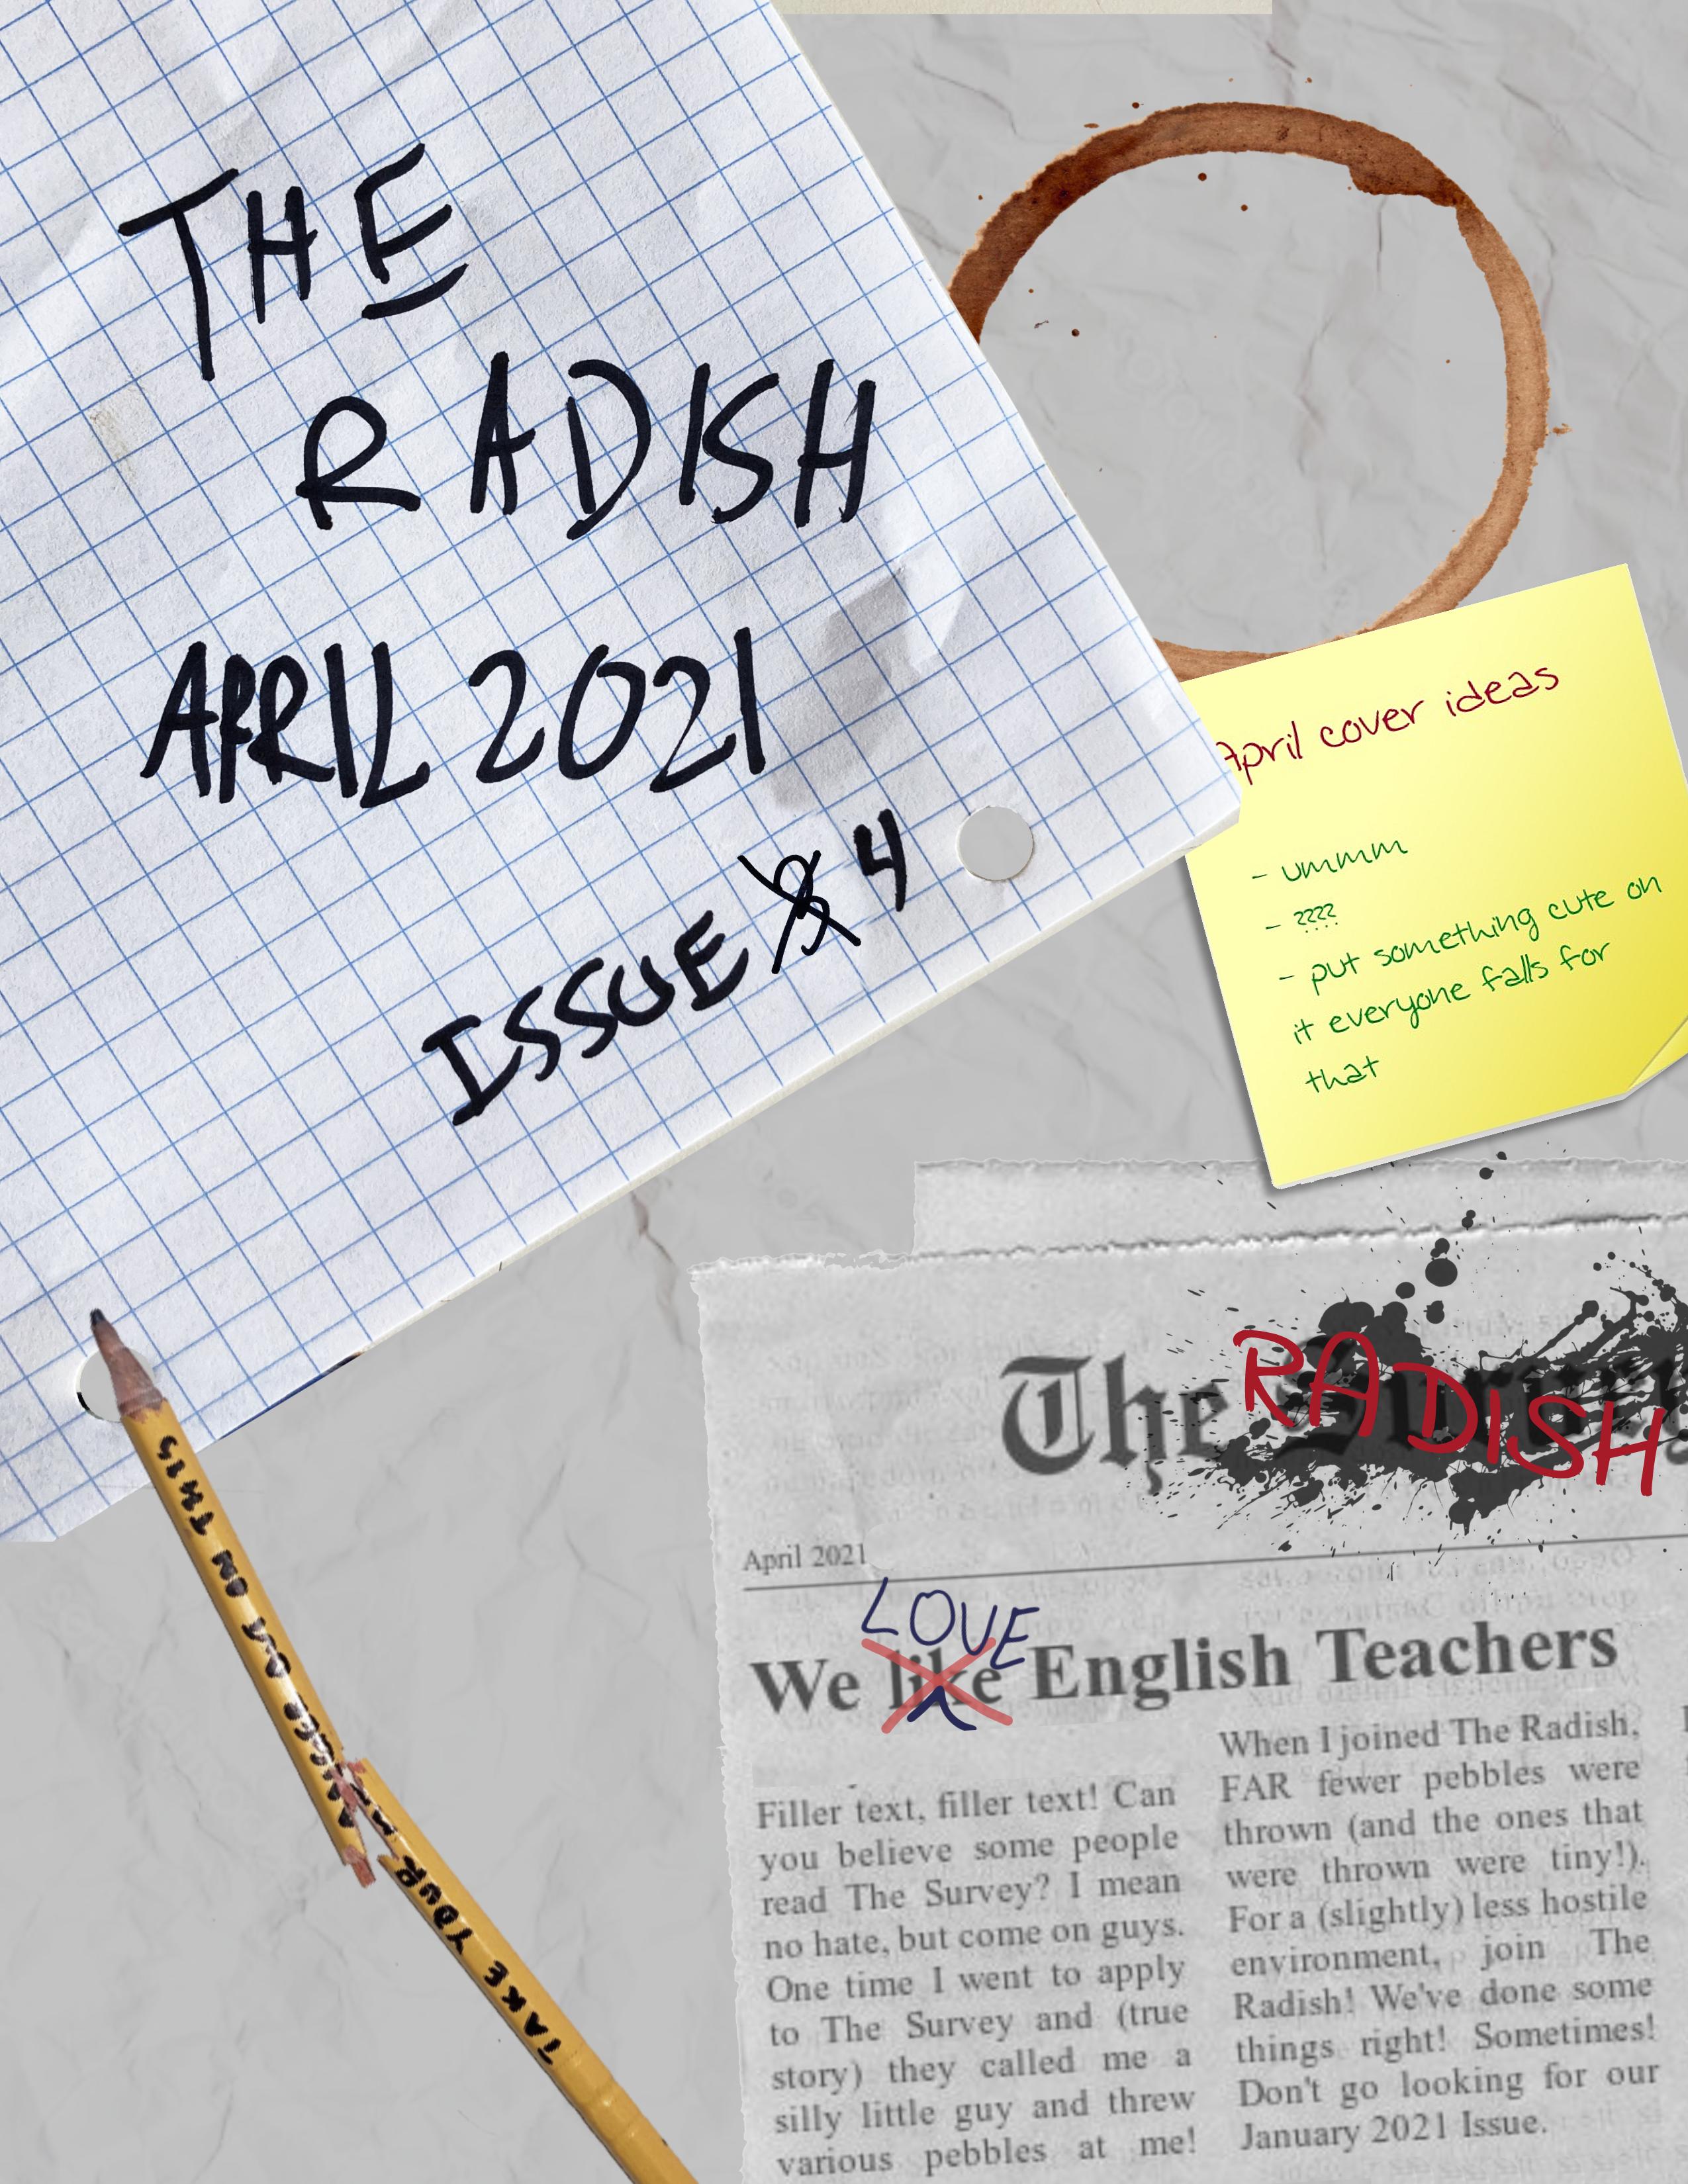 THE
RADISH
APRIL 2021
ISSUE 3 4
April cover ideas
- ummm
- ????
- put something cute on
it everyone falls for
that
The Survey
RADISH
April 2021
LOVE
We like English Teachers
Filler text, filler text! Can
you believe some people
read The Survey? I mean
no hate, but come on guys.
One time I went to apply
to The Survey and (true
story) they called me a
silly little guy and threw
various pebbles at me!
When I joined The Radish,
FAR fewer pebbles were
thrown (and the ones that
were thrown were tiny!).
For a (slightly) less hostile
environment, join The
Radish! We've done some
things right! Sometimes!
Don't go looking for our
January 2021 Issue.
TAKE YOUR ANGER OUT ON THIS